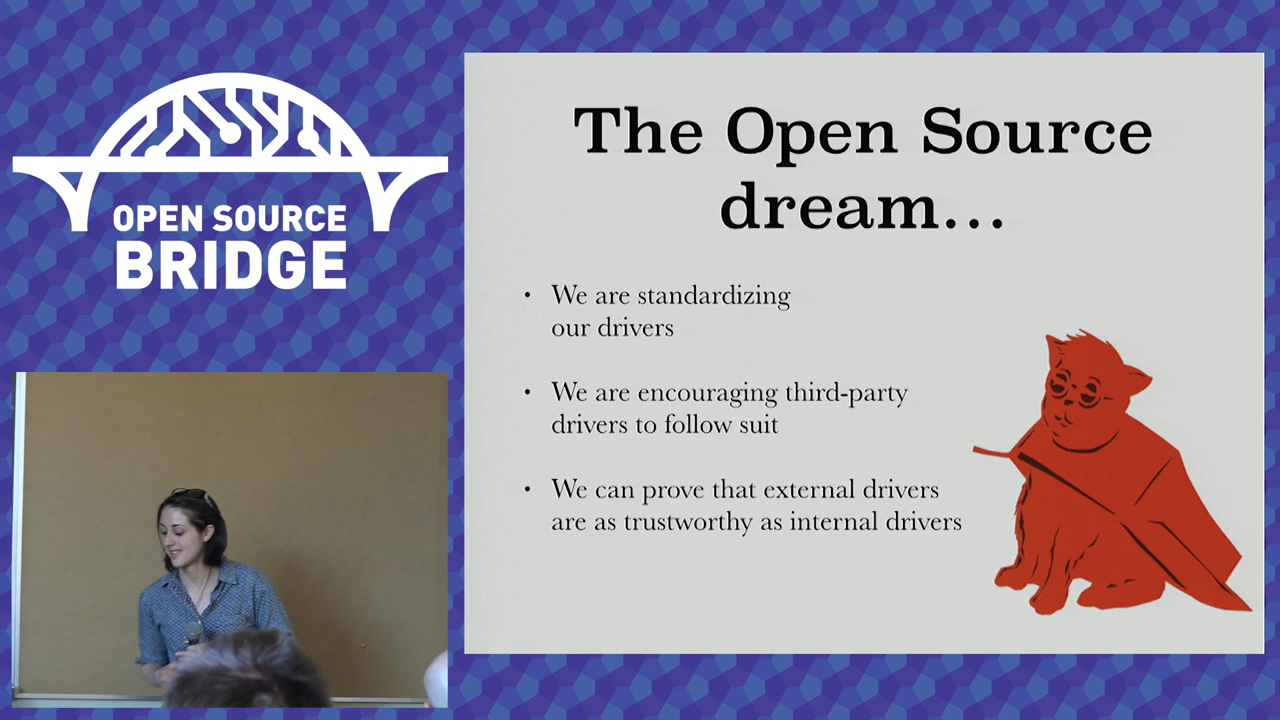 OPEN SOURCE
BRIDGE
The Open Source
dream...
• We are standardizing
our drivers
• We are encouraging third-party
drivers to follow suit
• We can prove that external drivers
are as trustworthy as internal drivers